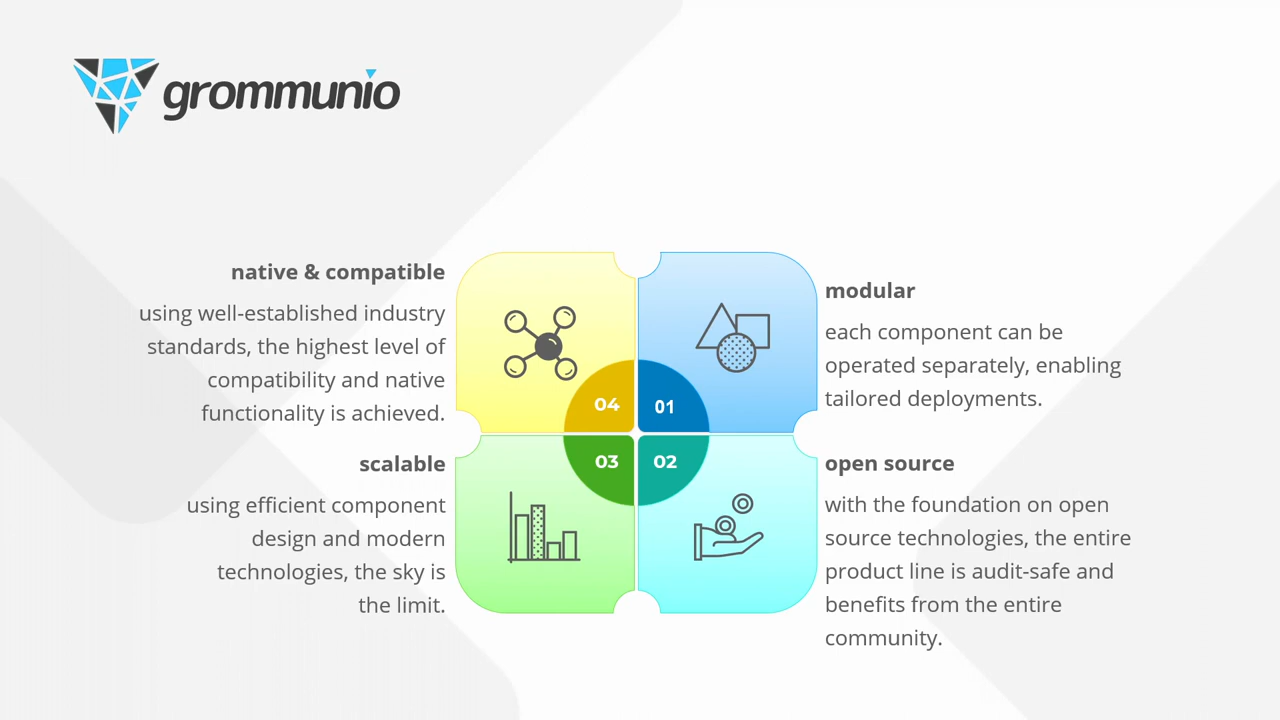 grommunio
native & compatible
using well-established industry
standards, the highest level of
compatibility and native
functionality is achieved.
modular
each component can be
operated separately, enabling
tailored deployments.
04
01
03
02
scalable
using efficient component
design and modern
technologies, the sky is
the limit.
open source
with the foundation on open
source technologies, the entire
product line is audit-safe and
benefits from the entire
community.